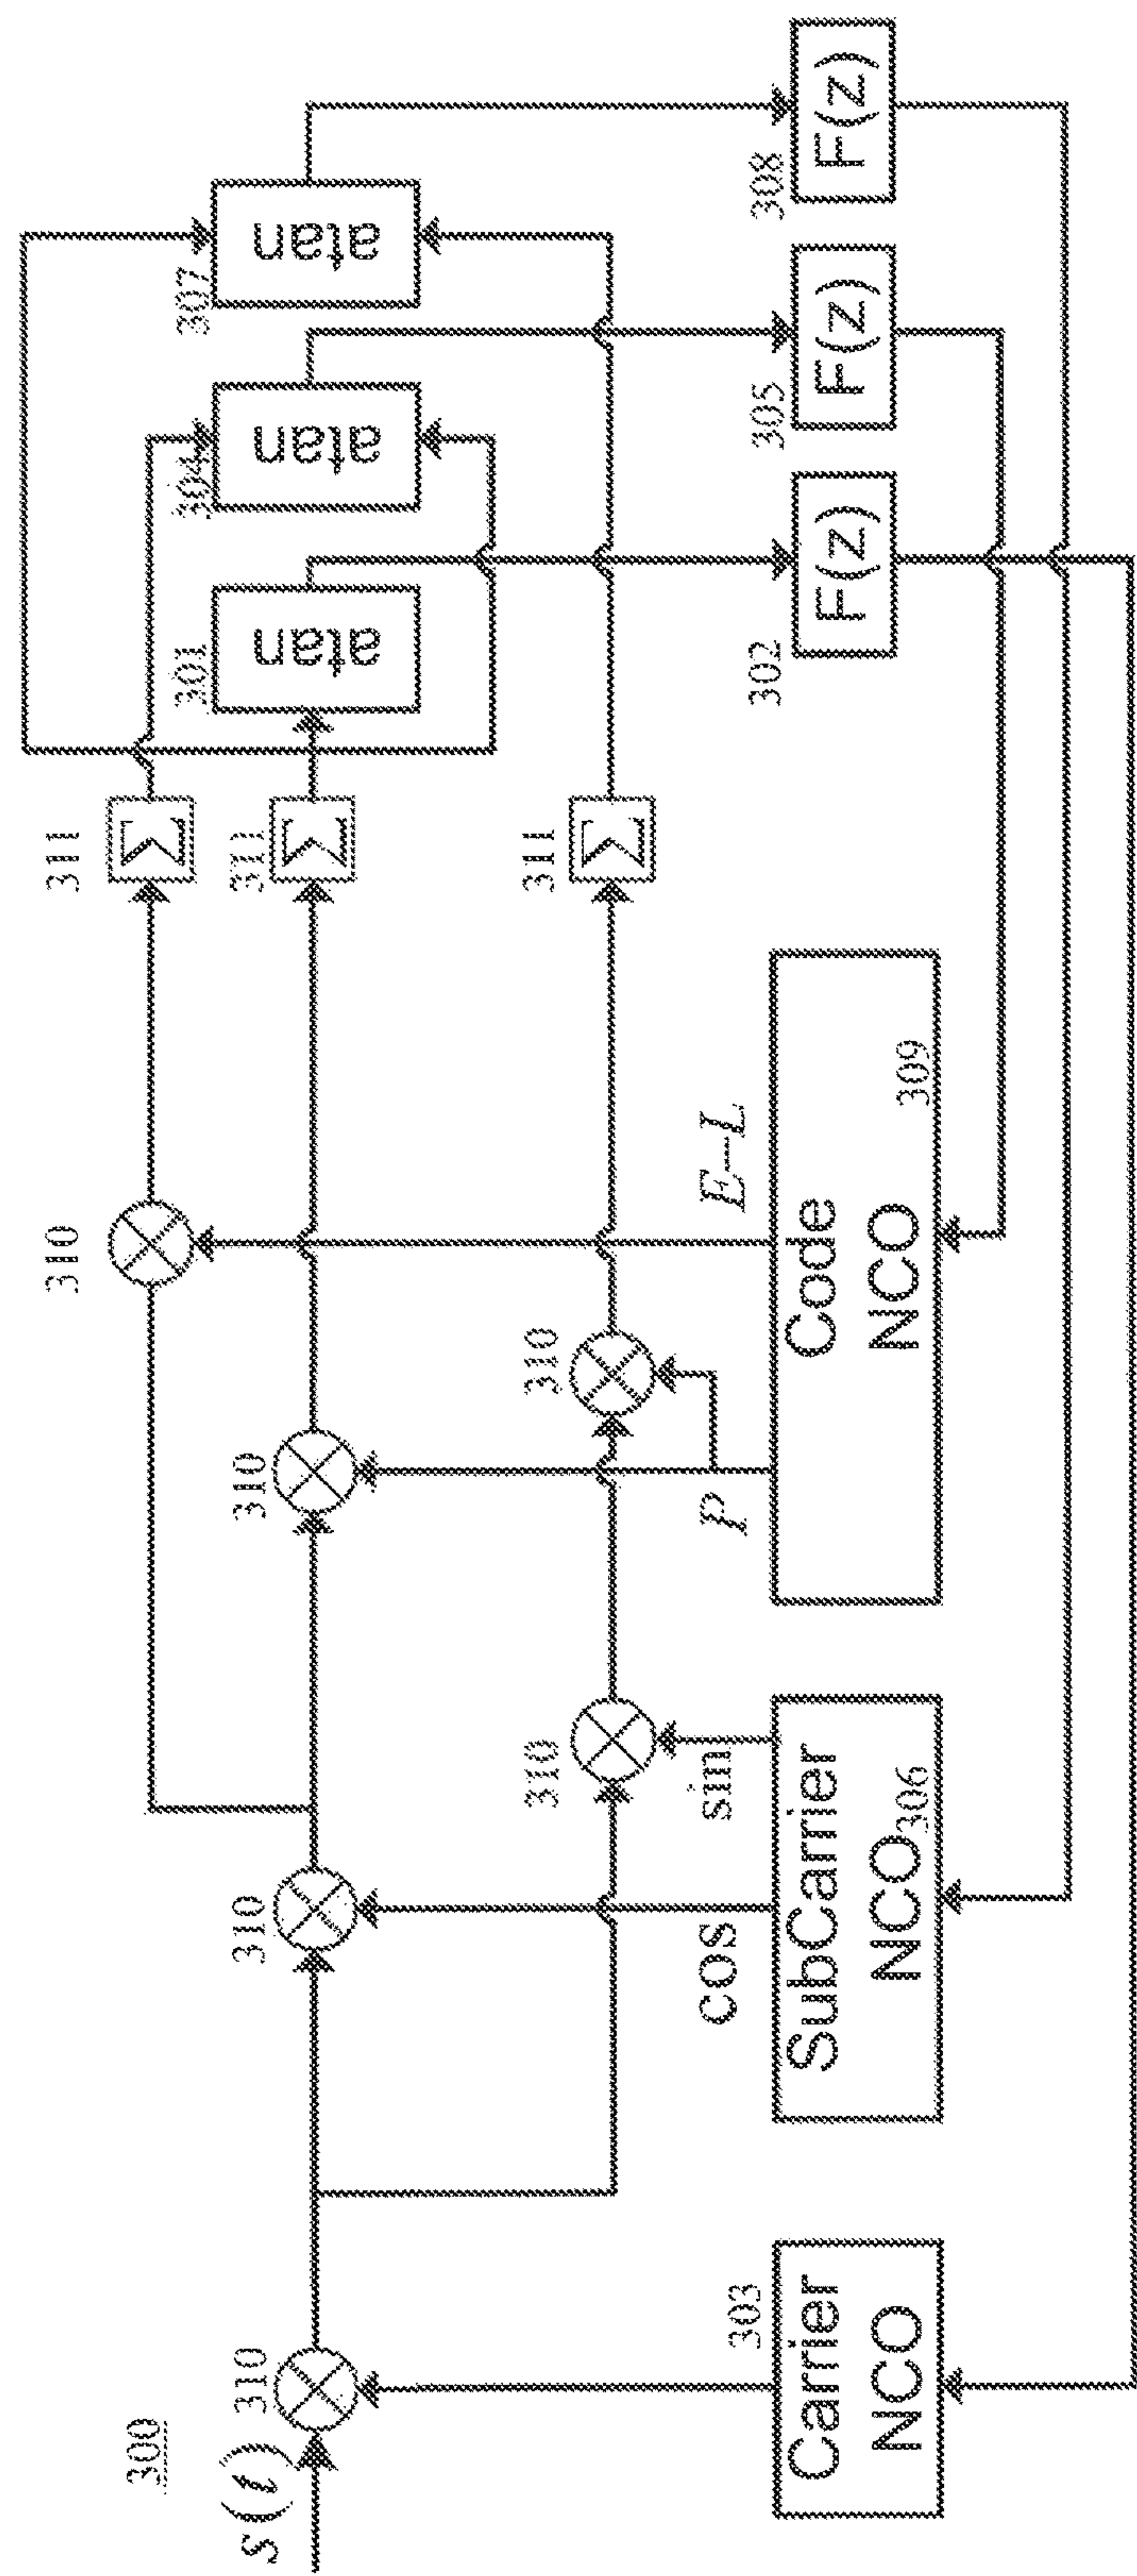 300
s(t)
310
310
310
310
310
310
311
311
311
301
atan
304
atan
307
atan
303
Carrier
NCO
cos
sin
SubCarrier
NCO
306
P
E-L
Code
NCO
309
302
F(z)
305
F(z)
308
F(z)
Σ
Σ
Σ